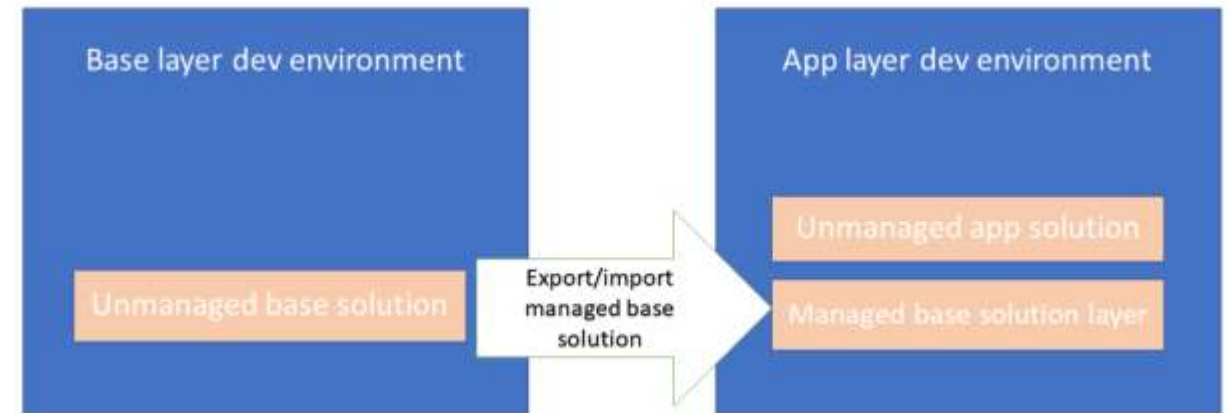 Base layer dev environment
App layer dev environment
Unmanaged app solution
Unmanaged base solution
Export/import
managed base
solution
Managed base solution layer